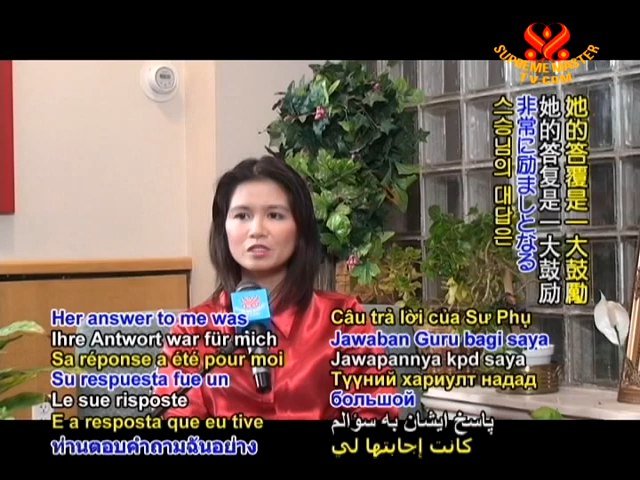 SUPREME MASTER
TV.COM
她的答覆是一大鼓勵
她的答复是一大鼓励
非常に励ましとなる
스승님의 대답은
Her answer to me was
Ihre Antwort war für mich
Sa réponse a été pour moi
Su respuesta fue un
Le sue risposte
E a resposta que eu tive
ท่านตอบคำถามฉันอย่าง
Câu trả lời của Sư Phụ
Jawaban Guru bagi saya
Jawapannya kpd saya
Түүний хариулт надад
большой
پاسخ ایشان به سؤالم
كانت إجابتها لي